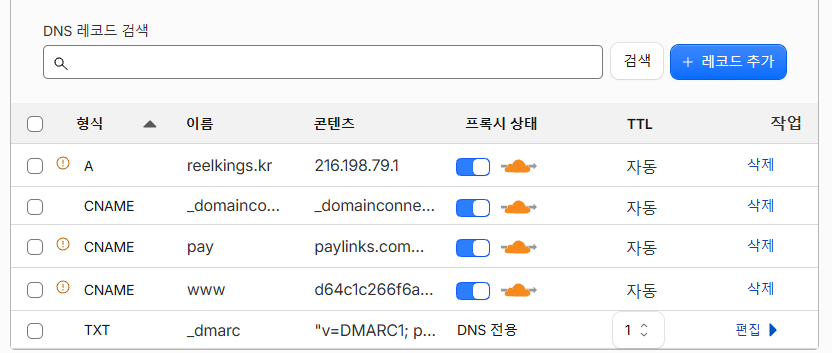 DNS 레코드 검색
검색
+ 레코드 추가
형식 이름 콘텐츠 프록시 상태 TTL 작업
A reelkings.kr 216.198.79.1 자동 삭제
CNAME _domainco... _domainconne... 자동 삭제
CNAME pay paylinks.com... 자동 삭제
CNAME www d64c1c266f6a... 자동 삭제
TXT _dmarc "v=DMARC1; p... DNS 전용 1 편집